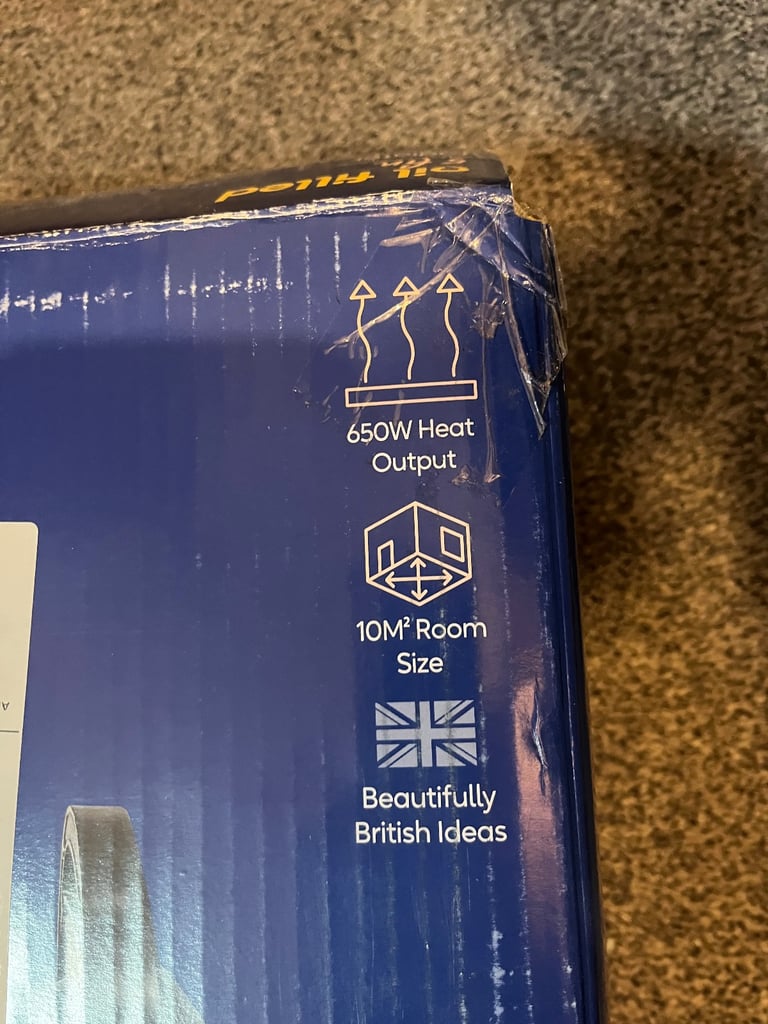 oil filled
650W Heat
Output
10M² Room
Size
Beautifully
British Ideas